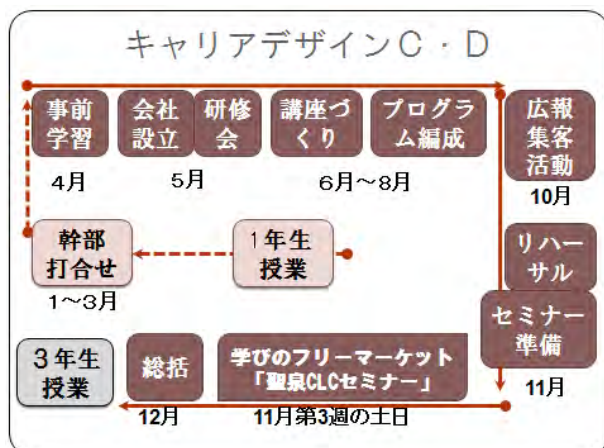 キャリアデザインC・D
事前
学習
会社
設立
研修
会
講座づ
くり
プログラ
ム編成
広報
集客
活動
4月
5月
6月~8月
10月
幹部
打合せ
1年生
授業
リハー
サル
1~3月
セミナー
準備
3年生
授業
総括
学びのフリーマーケット
「聖泉CLCセミナー」
11月
12月
11月第3週の土日